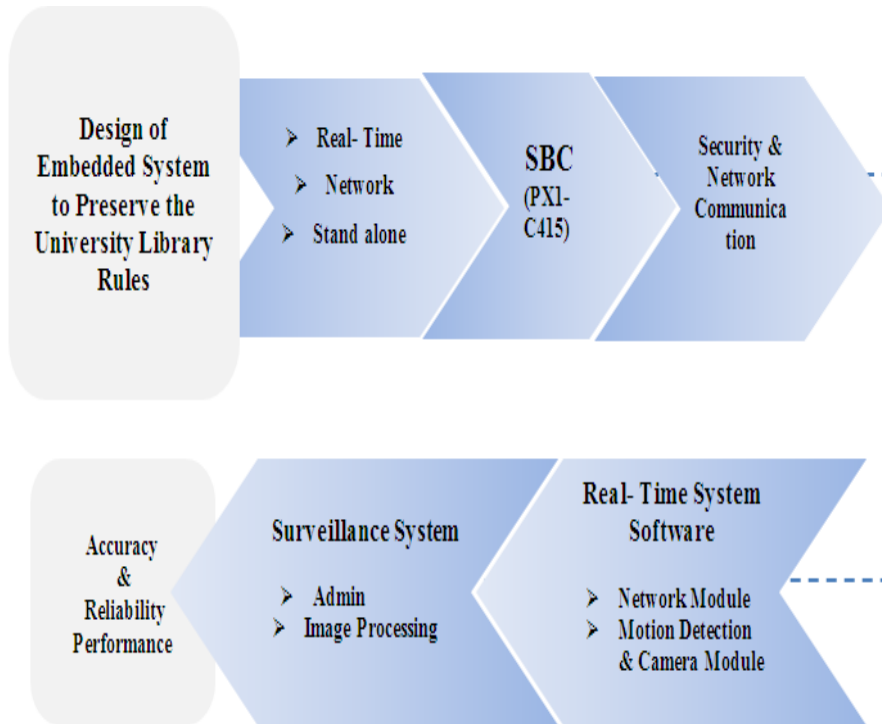 Design of
Embedded System
to Preserve the
University Library
Rules
➢ Real- Time
➢ Network
➢ Stand alone
SBC
(PX1-
C415)
Security &
Network
Communica
tion
Real- Time System
Software
➢ Network Module
➢ Motion Detection
& Camera Module
Surveillance System
➢ Admin
➢ Image Processing
Accuracy
&
Reliability
Performance